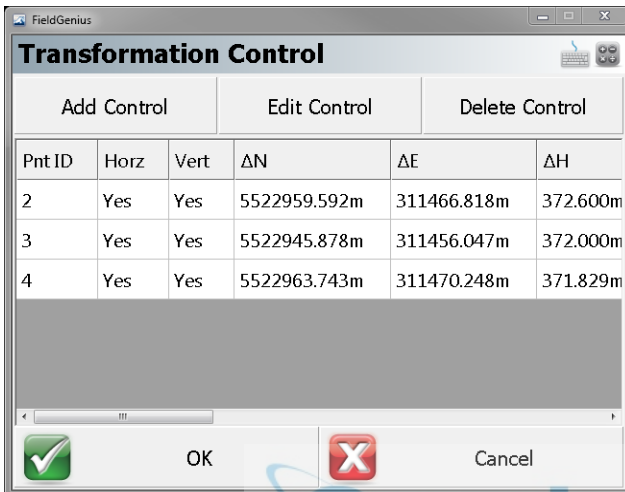 FieldGenius
Transformation Control
Add Control Edit Control Delete Control
Pnt ID Horz Vert ΔN ΔE ΔH
2 Yes Yes 5522959.592m 311466.818m 372.600m
3 Yes Yes 5522945.878m 311456.047m 372.000m
4 Yes Yes 5522963.743m 311470.248m 371.829m
OK Cancel